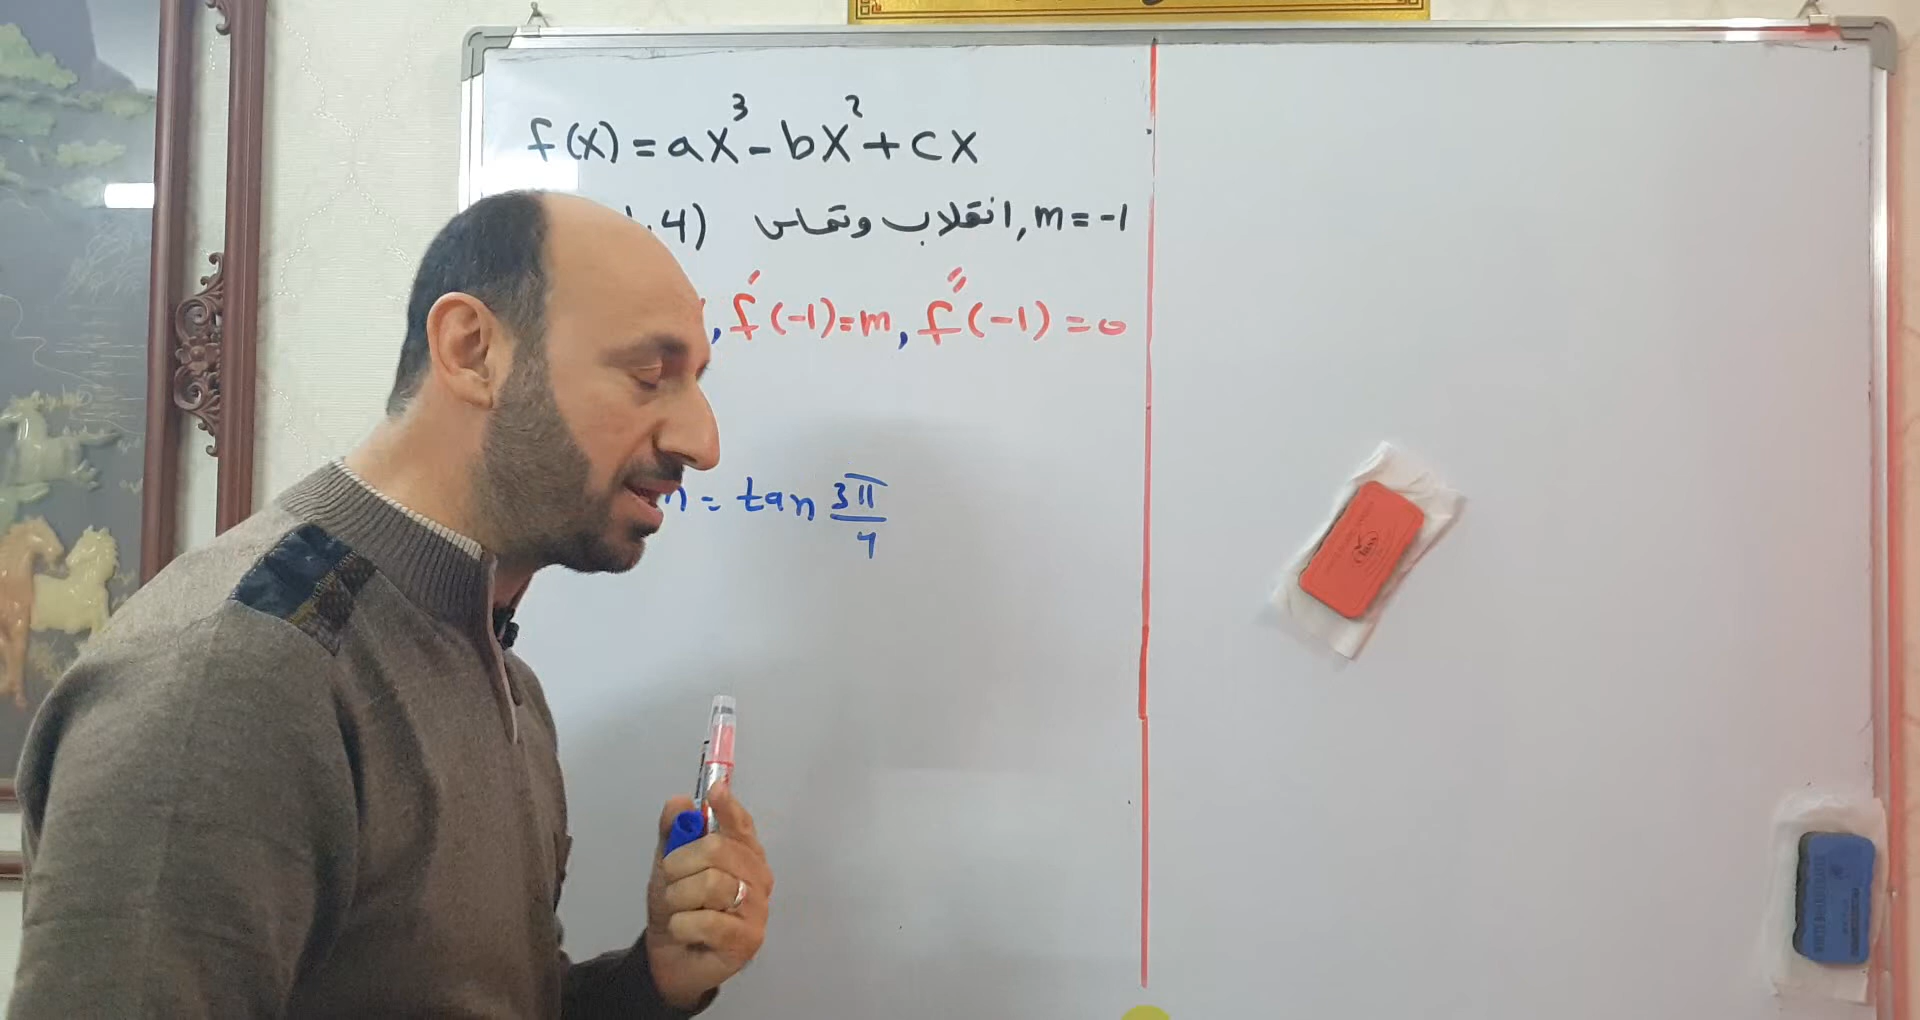 f(x) = ax³ - bx² + cx
4) انقلاب وتماس, m = -1
, f′(-1) = m, f″(-1) = 0
= tan 3π/4